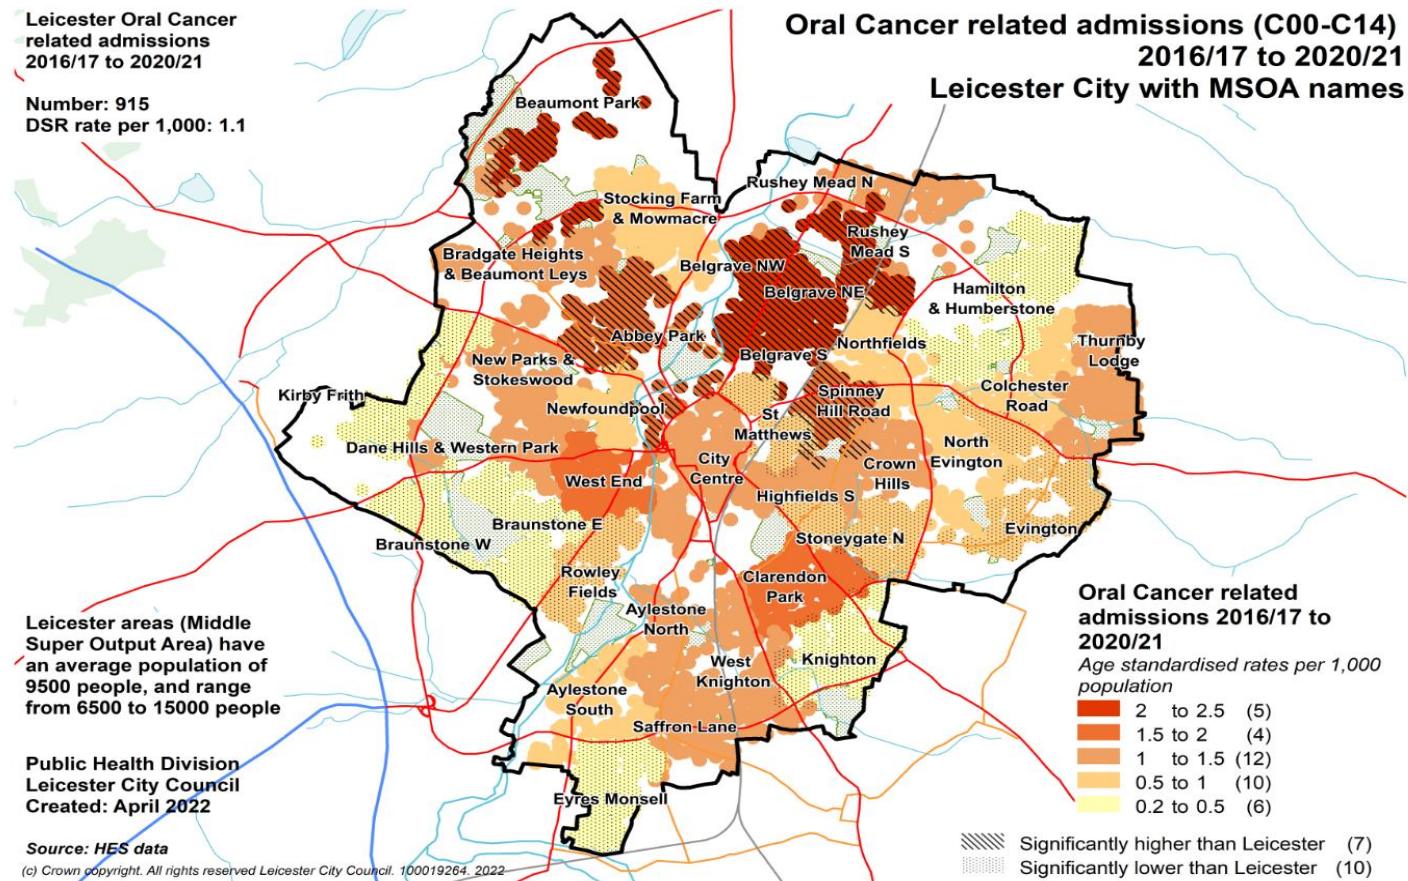 Leicester Oral Cancer
related admissions
2016/17 to 2020/21
Number: 915
DSR rate per 1,000: 1.1
Oral Cancer related admissions (C00-C14)
2016/17 to 2020/21
Leicester City with MSOA names
Beaumont Park
Rushey Mead N
Stocking Farm
& Mowmacre
Rushey
Mead S
Bradgate Heights
& Beaumont Leys
Belgrave NW
Belgrave NE
Hamilton
& Humberstone
Abbey Park
Northfields
Thurnby
Lodge
Belgrave S
New Parks &
Stokeswood
Kirby Frith
Colchester
Road
Spinney
Hill Road
Newfoundpool
St
Matthews
Dane Hills & Western Park
North
Evington
City
Centre
Crown
Hills
West End
Highfields S
Braunstone E
Evington
Stoneygate N
Braunstone W
Rowley
Fields
Clarendon
Park
Aylestone
North
West
Knighton
Knighton
Aylestone
South
Saffron Lane
Eyres Monsell
Leicester areas (Middle
Super Output Area) have
an average population of
9500 people, and range
from 6500 to 15000 people
Public Health Division
Leicester City Council
Created: April 2022
Source: HES data
(c) Crown copyright. All rights reserved Leicester City Council. 100019264. 2022
Oral Cancer related
admissions 2016/17 to
2020/21
Age standardised rates per 1,000
population
2 to 2.5 (5)
1.5 to 2 (4)
1 to 1.5 (12)
0.5 to 1 (10)
0.2 to 0.5 (6)
Significantly higher than Leicester (7)
Significantly lower than Leicester (10)